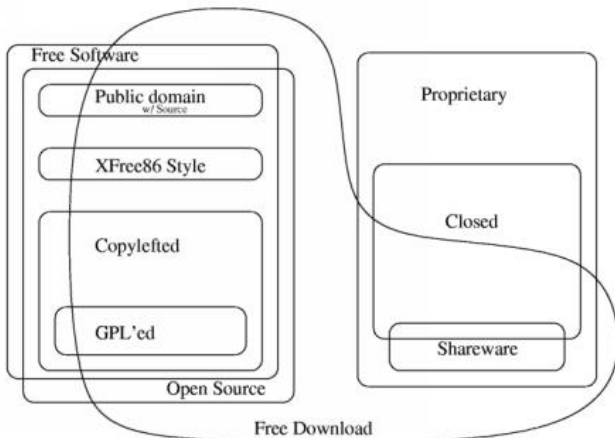 Free Software
Public domain
w/ Source
XFree86 Style
Copylefted
GPL'ed
Open Source
Proprietary
Closed
Shareware
Free Download